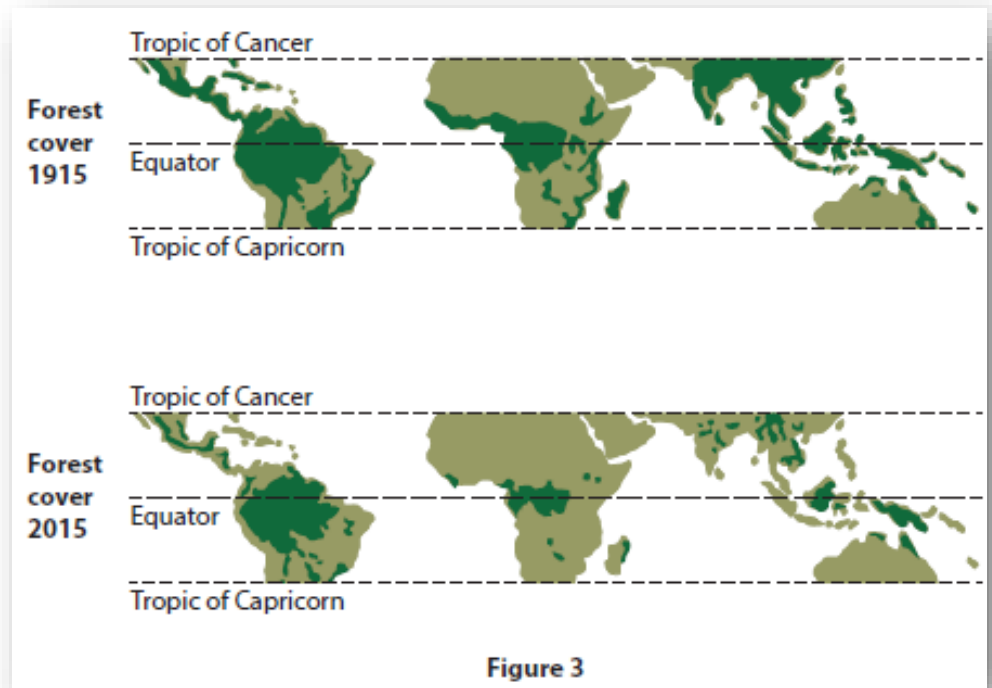 Tropic of Cancer
Forest
cover
1915
Equator
Tropic of Capricorn
Tropic of Cancer
Forest
cover
2015
Equator
Tropic of Capricorn
Figure 3